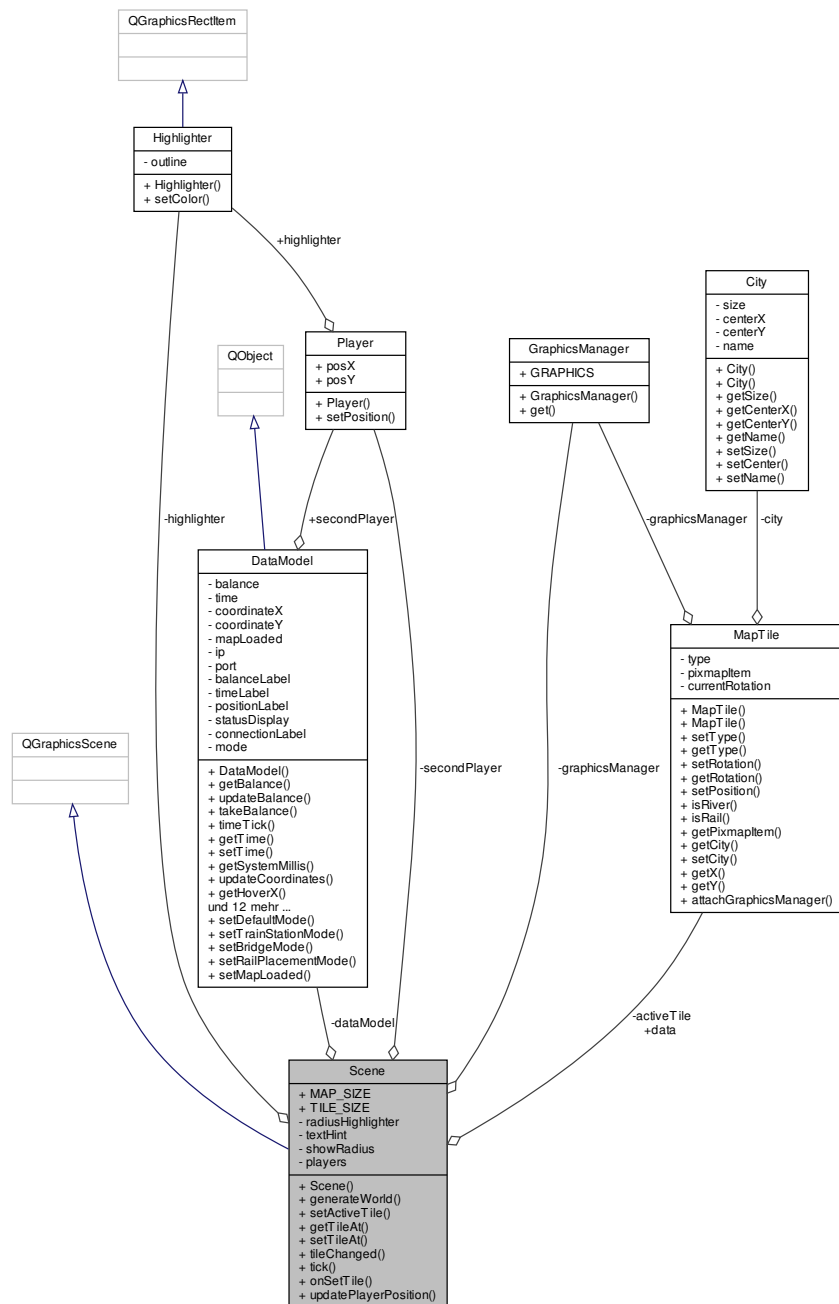 QGraphicsRectItem
Highlighter
- outline
+ Highlighter()
+ setColor()
+highlighter
City
- size
- centerX
- centerY
- name
+ City()
+ City()
+ getSize()
+ getCenterX()
+ getCenterY()
+ getName()
+ setSize()
+ setCenter()
+ setName()
Player
+ posX
+ posY
+ Player()
+ setPosition()
GraphicsManager
+ GRAPHICS
+ GraphicsManager()
+ get()
QObject
-highlighter
+secondPlayer
-graphicsManager
-city
DataModel
- balance
- time
- coordinateX
- coordinateY
- mapLoaded
- ip
- port
- balanceLabel
- timeLabel
- positionLabel
- statusDisplay
- connectionLabel
- mode
+ DataModel()
+ getBalance()
+ updateBalance()
+ takeBalance()
+ timeTick()
+ getTime()
+ setTime()
+ getSystemMillis()
+ updateCoordinates()
+ getHoverX()
und 12 mehr ...
+ setDefaultMode()
+ setTrainStationMode()
+ setBridgeMode()
+ setRailPlacementMode()
+ setMapLoaded()
MapTile
- type
- pixmapItem
- currentRotation
+ MapTile()
+ MapTile()
+ setType()
+ getType()
+ setRotation()
+ getRotation()
+ setPosition()
+ isRiver()
+ isRail()
+ getPixmapItem()
+ getCity()
+ setCity()
+ getX()
+ getY()
+ attachGraphicsManager()
QGraphicsScene
-secondPlayer
-graphicsManager
-dataModel
-activeTile
+data
Scene
+ MAP_SIZE
+ TILE_SIZE
- radiusHighlighter
- textHint
- showRadius
- players
+ Scene()
+ generateWorld()
+ setActiveTile()
+ getTileAt()
+ setTileAt()
+ tileChanged()
+ tick()
+ onSetTile()
+ updatePlayerPosition()